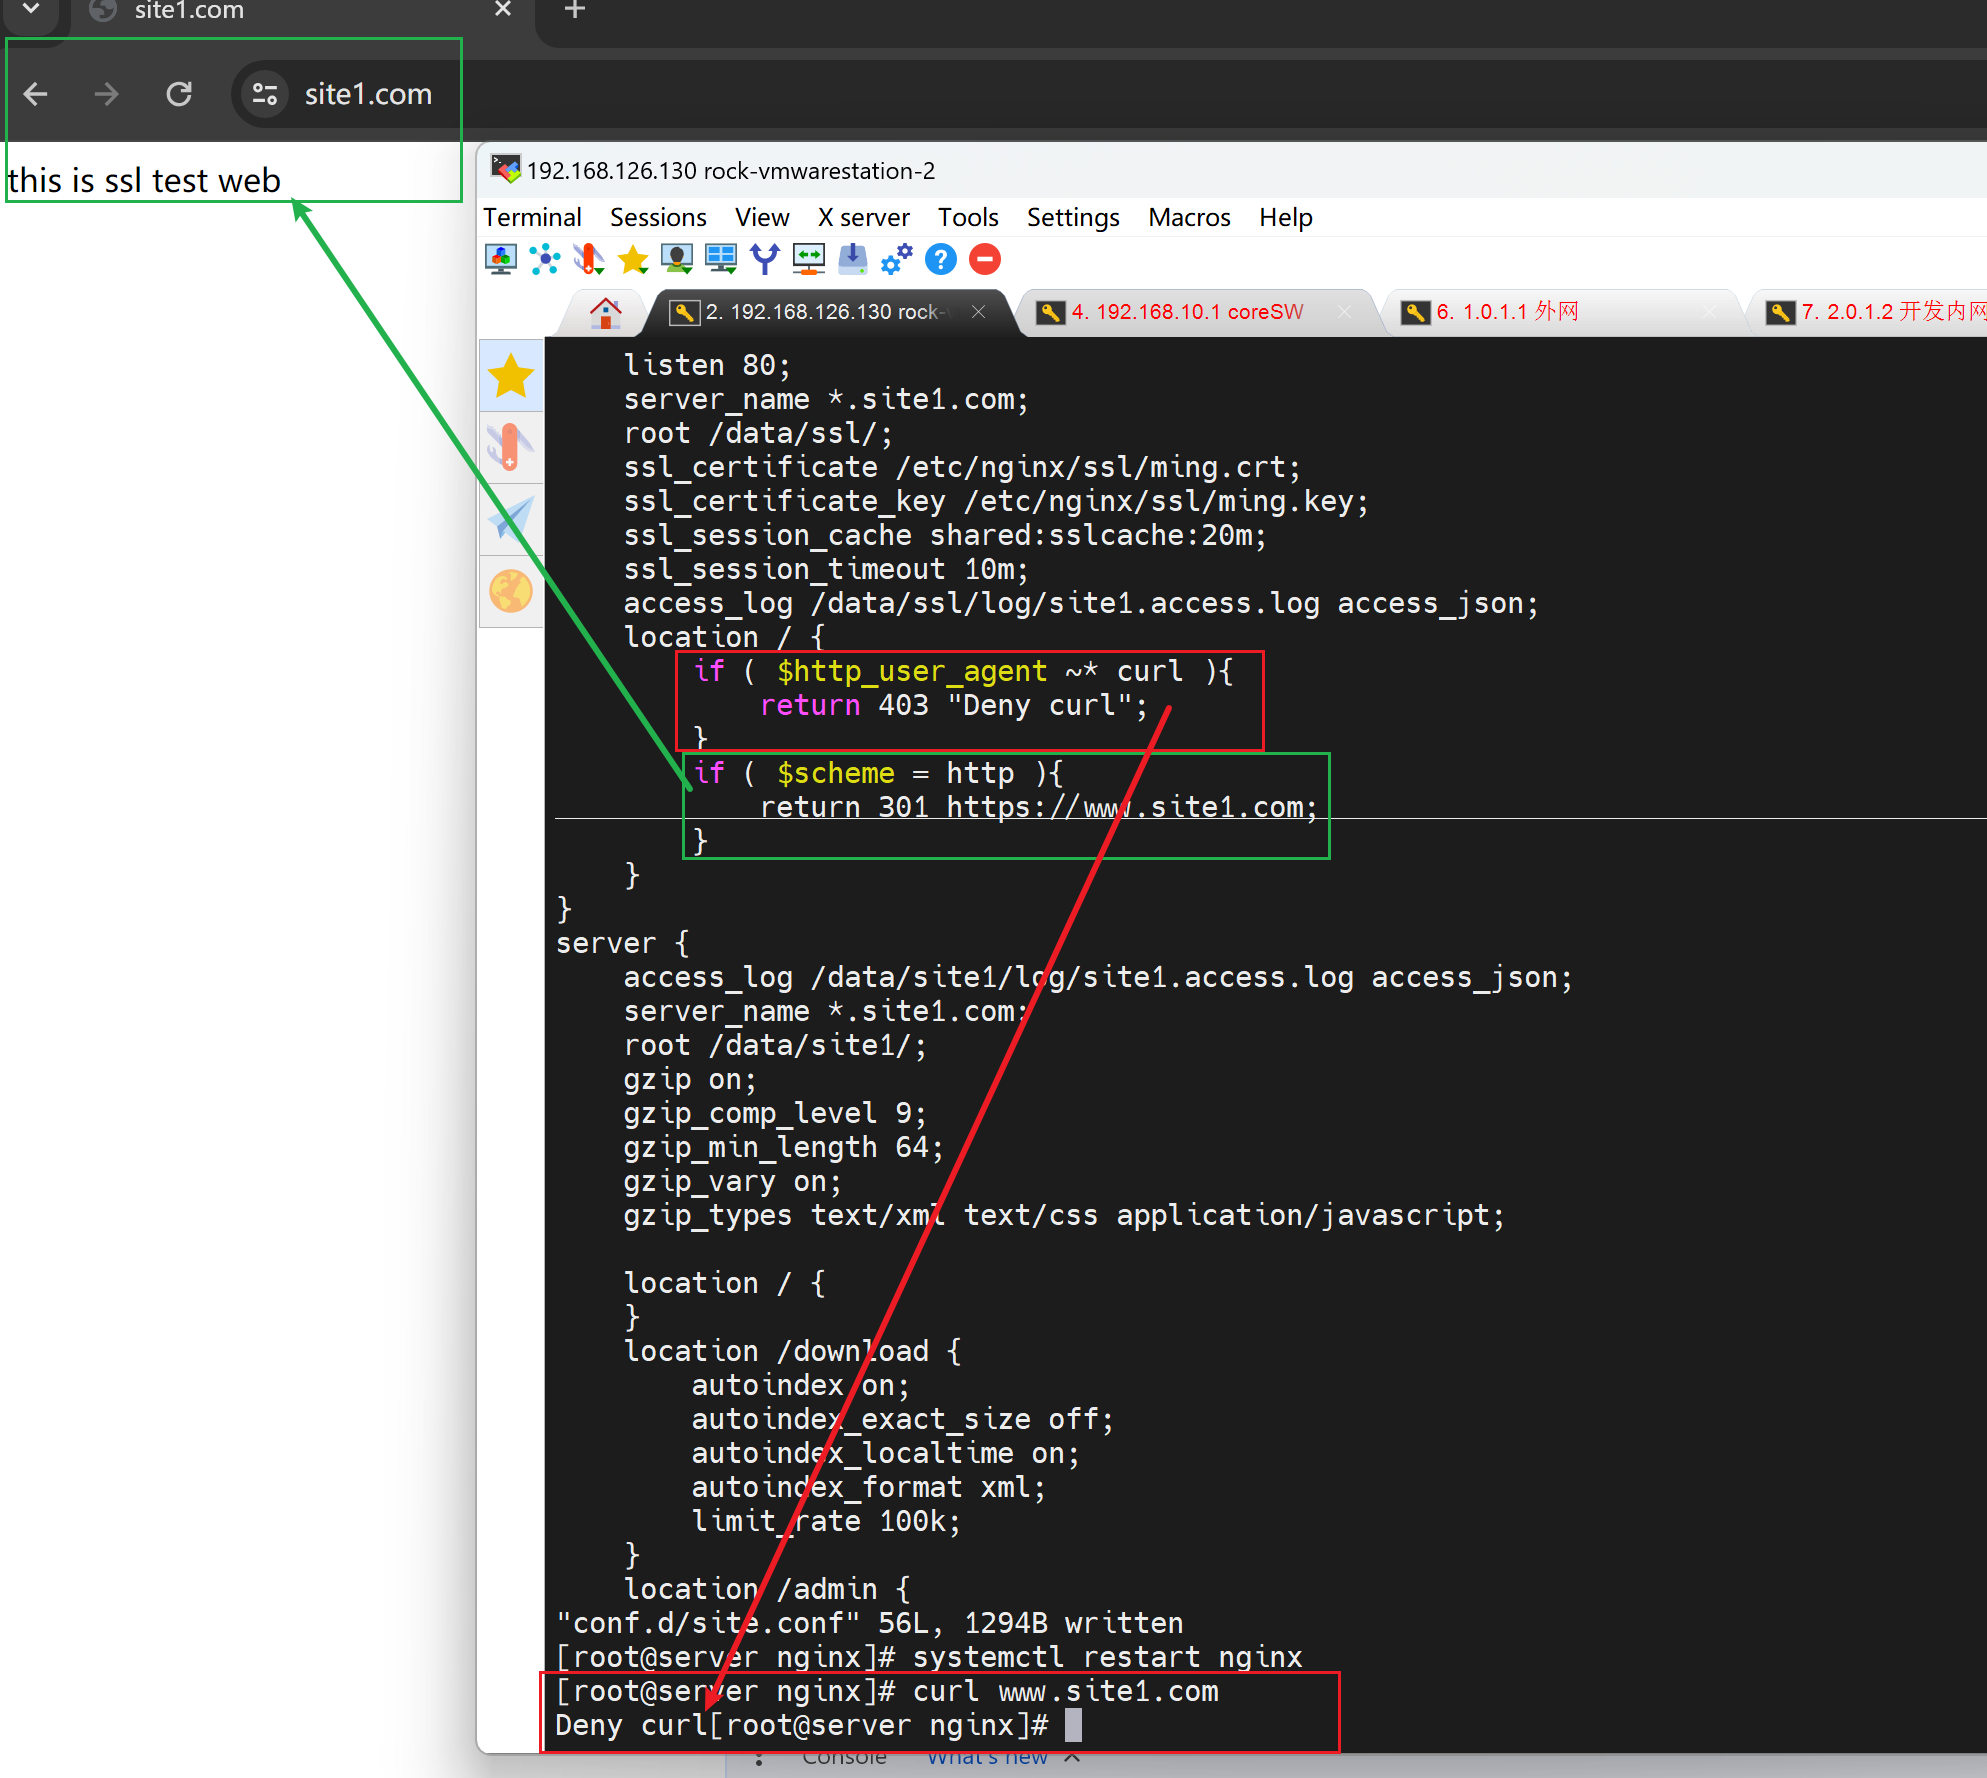 site1.com
site1.com
this is ssl test web
192.168.126.130 rock-vmwarestation-2
Terminal Sessions View X server Tools Settings Macros Help
2. 192.168.126.130 rock- 4. 192.168.10.1 coreSW 6. 1.0.1.1 外网 7. 2.0.1.2 开发内网
listen 80;
server_name *.site1.com;
root /data/ssl/;
ssl_certificate /etc/nginx/ssl/ming.crt;
ssl_certificate_key /etc/nginx/ssl/ming.key;
ssl_session_cache shared:sslcache:20m;
ssl_session_timeout 10m;
access_log /data/ssl/log/site1.access.log access_json;
location / {
if ( $http_user_agent ~* curl ){
return 403 "Deny curl";
}
if ( $scheme = http ){
return 301 https://www.site1.com;
}
}
}
server {
access_log /data/site1/log/site1.access.log access_json;
server_name *.site1.com;
root /data/site1/;
gzip on;
gzip_comp_level 9;
gzip_min_length 64;
gzip_vary on;
gzip_types text/xml text/css application/javascript;
location / {
}
location /download {
autoindex on;
autoindex_exact_size off;
autoindex_localtime on;
autoindex_format xml;
limit_rate 100k;
}
location /admin {
"conf.d/site.conf" 56L, 1294B written
[root@server nginx]# systemctl restart nginx
[root@server nginx]# curl www.site1.com
Deny curl[root@server nginx]#
Console What's new